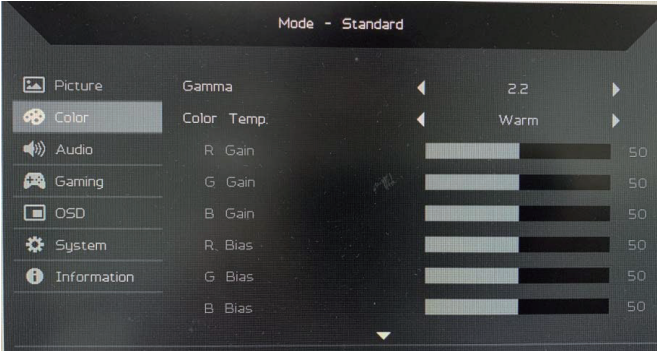 Mode - Standard
Picture
Gamma
2.2
Color
Color Temp.
Warm
Audio
R Gain
50
Gaming
G Gain
50
OSD
B Gain
50
System
R. Bias
50
Information
G Bias
50
B Bias
50